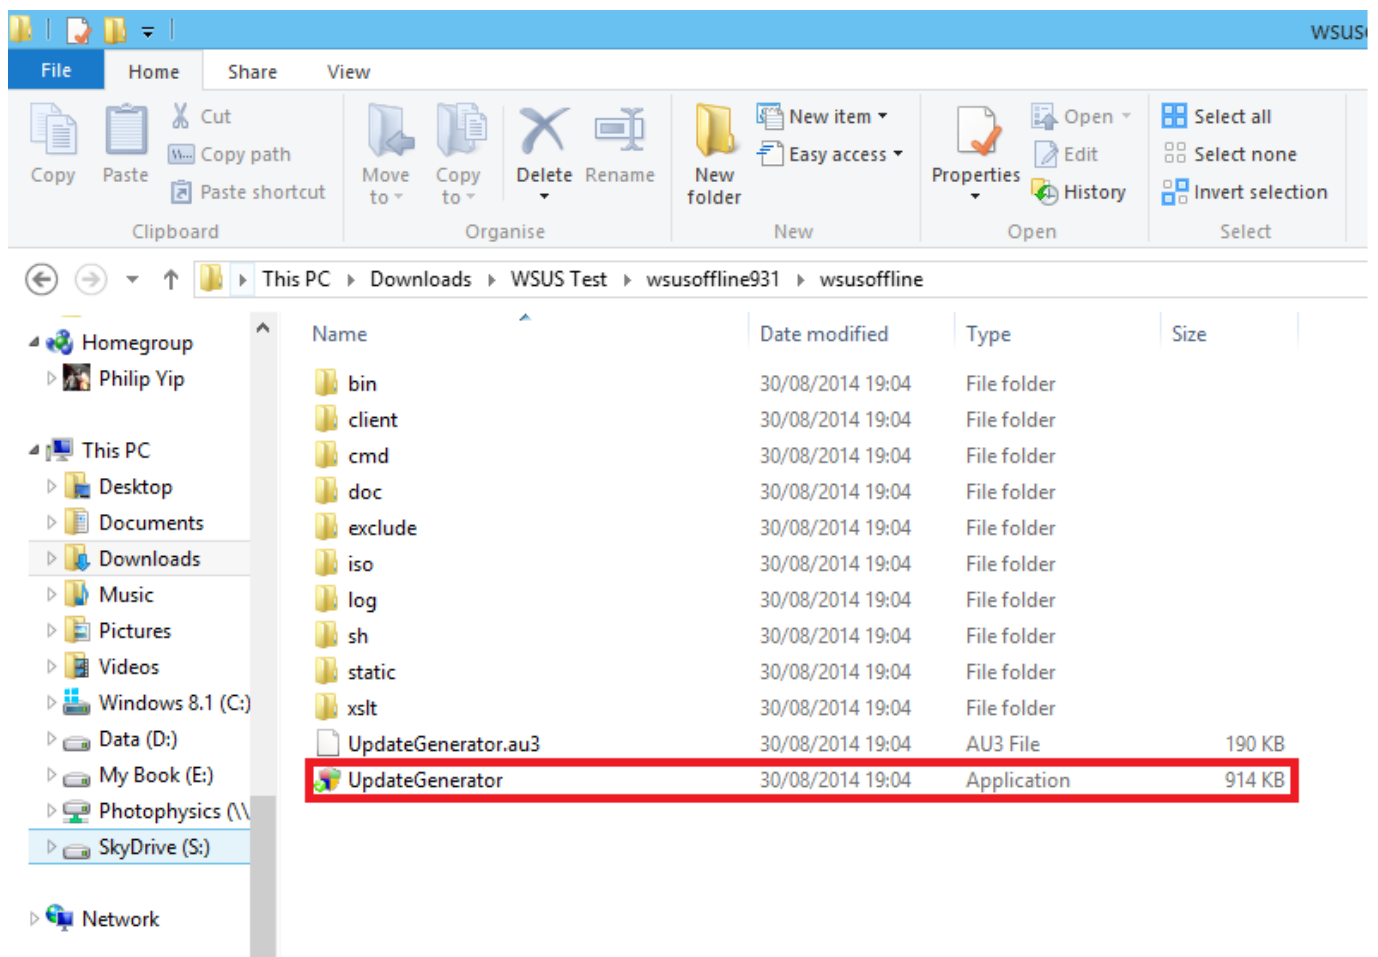 wsuso
File Home Share View
Copy
Paste
Cut
Copy path
Paste shortcut
Clipboard
Move to
Copy to
Delete
Rename
Organise
New folder
New item
Easy access
New
Properties
Open
Edit
History
Open
Select all
Select none
Invert selection
Select
This PC Downloads WSUS Test wsusoffline931 wsusoffline
Homegroup
Philip Yip
This PC
Desktop
Documents
Downloads
Music
Pictures
Videos
Windows 8.1 (C:)
Data (D:)
My Book (E:)
Photophysics (\\
SkyDrive (S:)
Network
Name Date modified Type Size
bin 30/08/2014 19:04 File folder
client 30/08/2014 19:04 File folder
cmd 30/08/2014 19:04 File folder
doc 30/08/2014 19:04 File folder
exclude 30/08/2014 19:04 File folder
iso 30/08/2014 19:04 File folder
log 30/08/2014 19:04 File folder
sh 30/08/2014 19:04 File folder
static 30/08/2014 19:04 File folder
xslt 30/08/2014 19:04 File folder
UpdateGenerator.au3 30/08/2014 19:04 AU3 File 190 KB
UpdateGenerator 30/08/2014 19:04 Application 914 KB